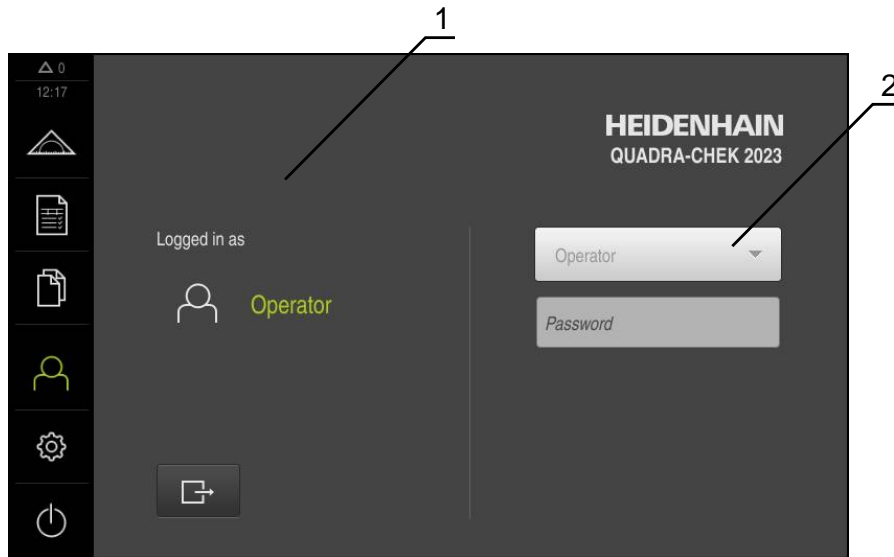 1
2
0
12:17
HEIDENHAIN
QUADRA-CHEK 2023
Logged in as
Operator
Operator
Password